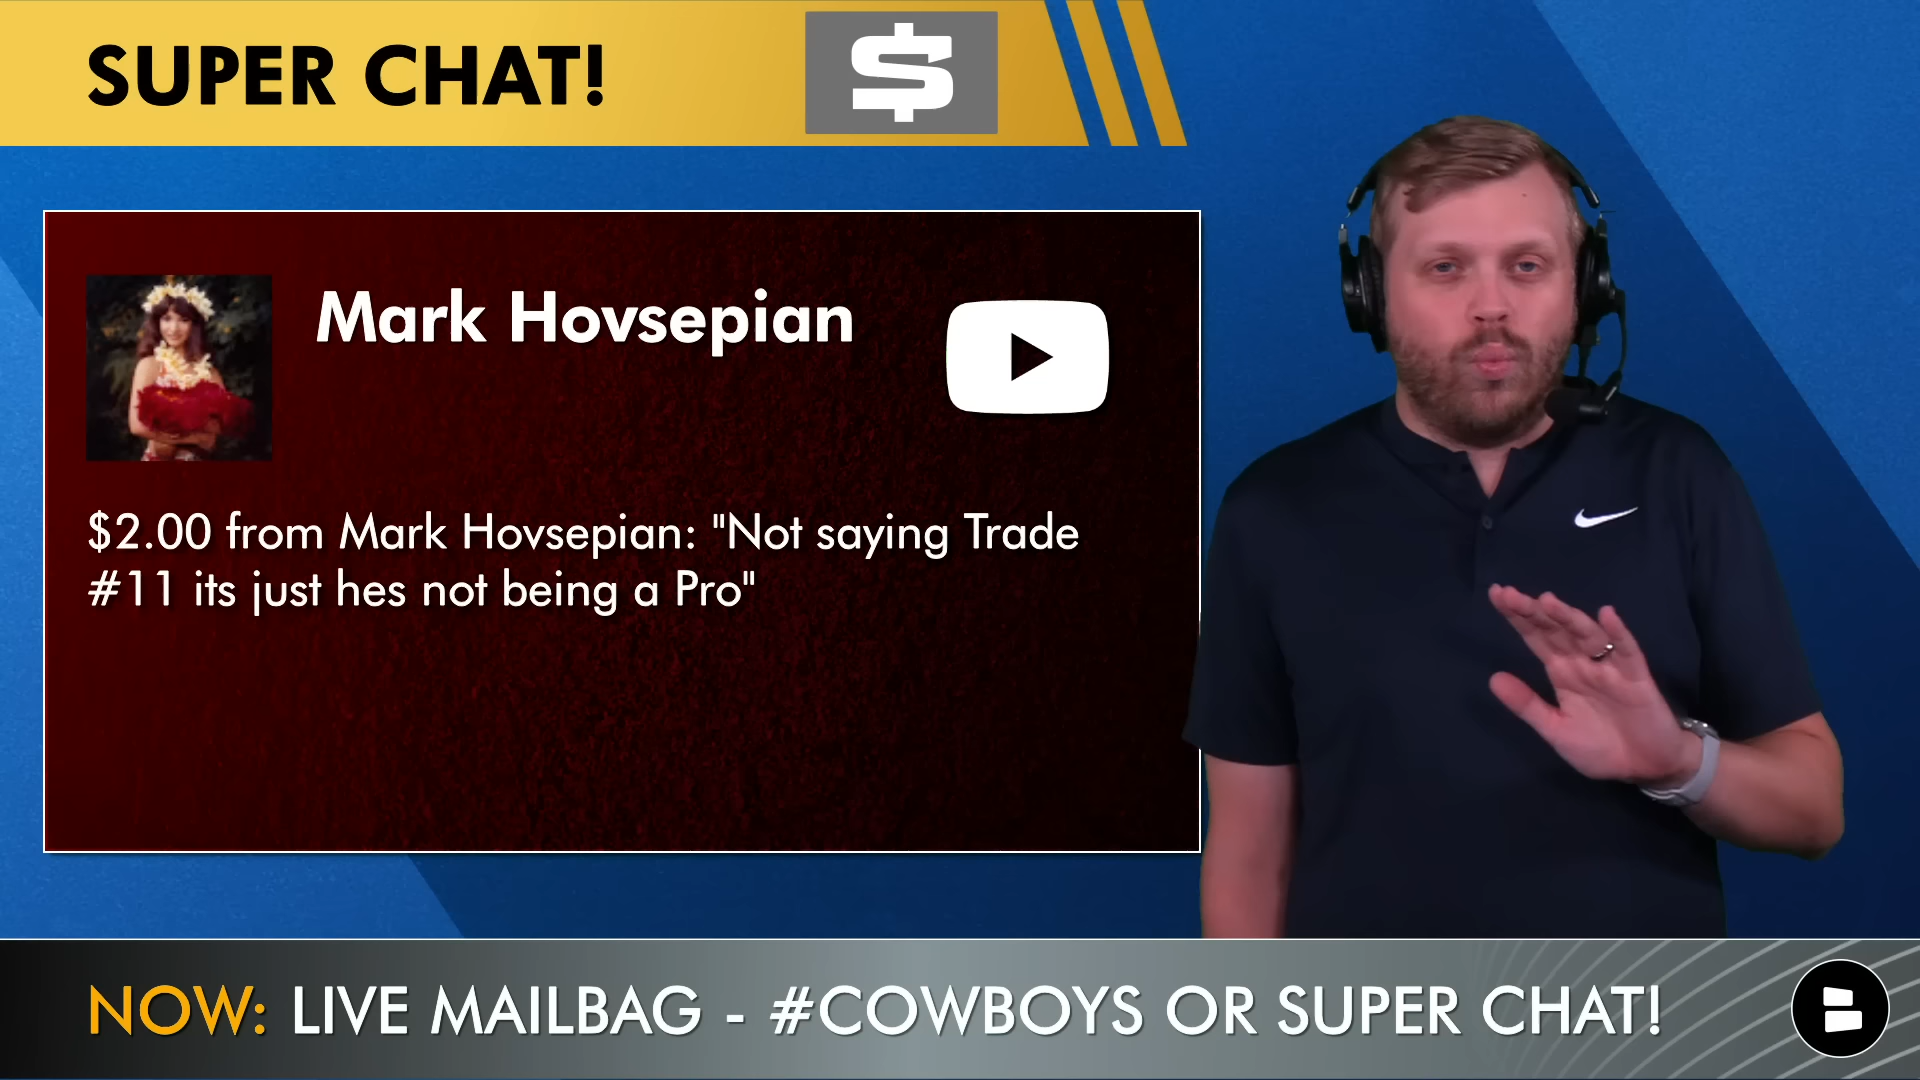 SUPER CHAT!
$
Mark Hovsepian
$2.00 from Mark Hovsepian: "Not saying Trade
#11 its just hes not being a Pro"
NOW: LIVE MAILBAG - #COWBOYS OR SUPER CHAT!